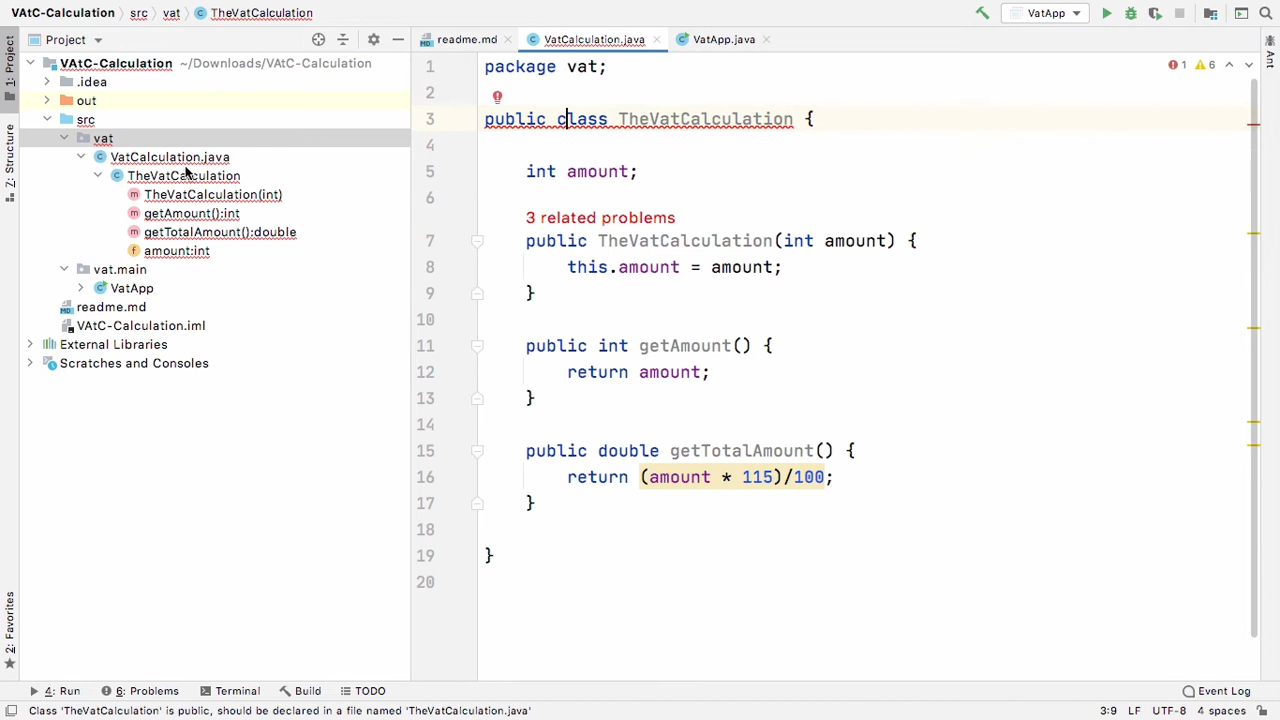 VAtC-Calculation src vat TheVatCalculation VatApp
1: Project
Z: Structure
2: Favorites
Ant
Project
VAtC-Calculation ~/Downloads/VAtC-Calculation
.idea
out
src
vat
VatCalculation.java
TheVatCalculation
TheVatCalculation(int)
getAmount():int
getTotalAmount():double
amount:int
vat.main
VatApp
readme.md
VAtC-Calculation.iml
External Libraries
Scratches and Consoles
readme.md VatCalculation.java VatApp.java
1 6
1 package vat;
2
3 public class TheVatCalculation {
4
5 int amount;
6
3 related problems
7 public TheVatCalculation(int amount) {
8 this.amount = amount;
9 }
10
11 public int getAmount() {
12 return amount;
13 }
14
15 public double getTotalAmount() {
16 return (amount * 115)/100;
17 }
18
19 }
20
4: Run 6: Problems Terminal Build TODO Event Log
Class 'TheVatCalculation' is public, should be declared in a file named 'TheVatCalculation.java' 3:9 LF UTF-8 4 spaces